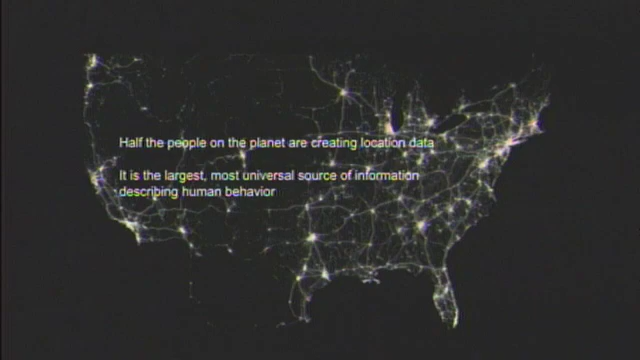 Half the people on the planet are creating location data
It is the largest, most universal source of information
describing human behavior